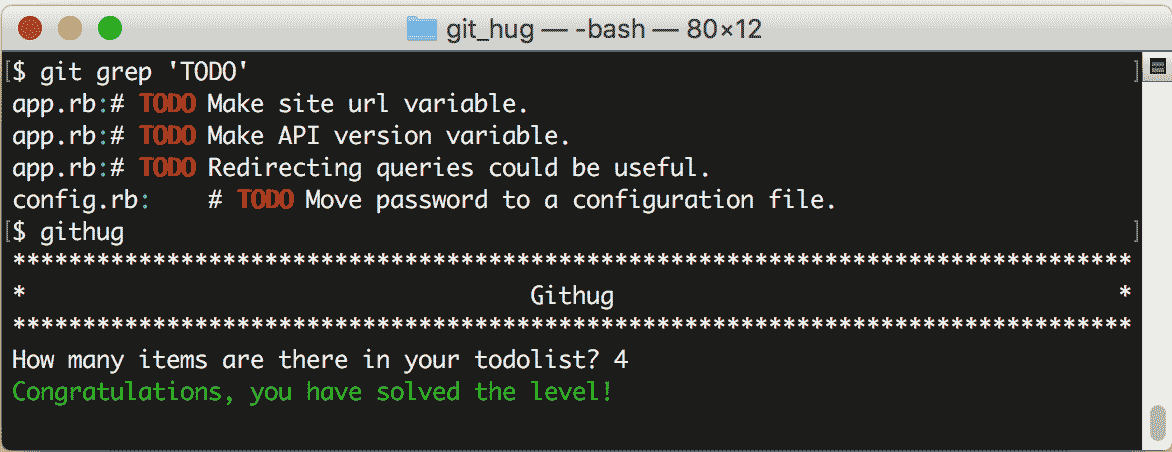 git_hug — -bash — 80×12
[$ git grep 'TODO' ]
app.rb:# TODO Make site url variable.
app.rb:# TODO Make API version variable.
app.rb:# TODO Redirecting queries could be useful.
config.rb:    # TODO Move password to a configuration file.
[$ githug ]
********************************************************************************
*                                    Githug                                    *
********************************************************************************
How many items are there in your todolist? 4
Congratulations, you have solved the level!